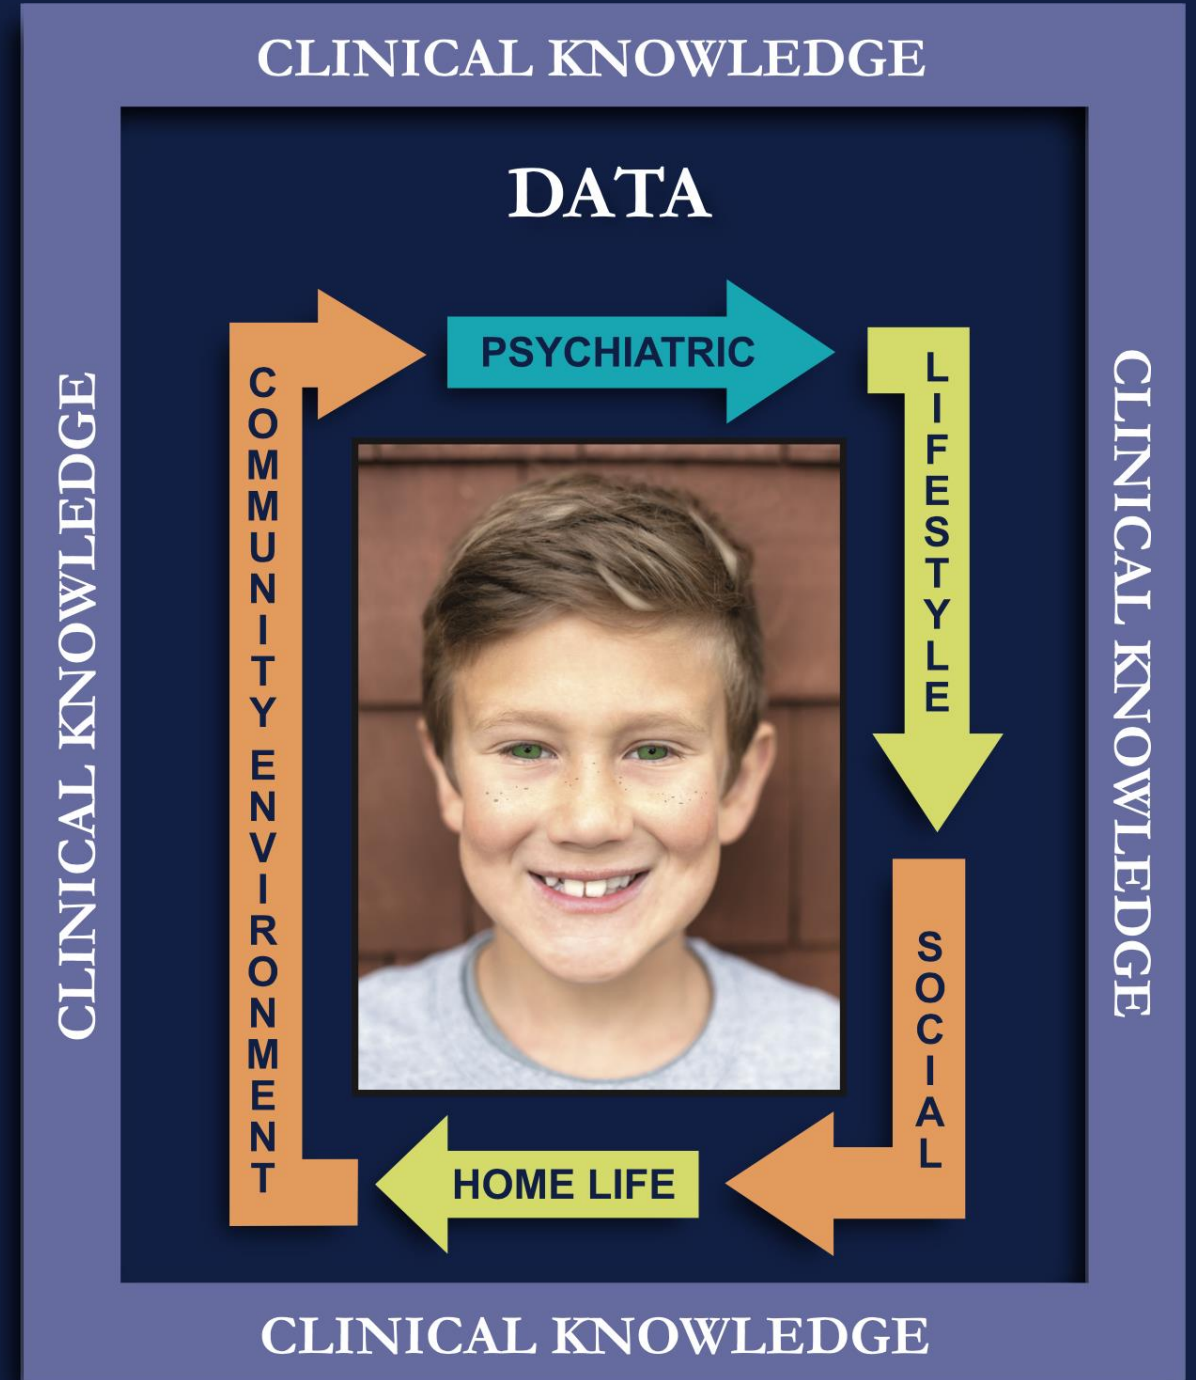 CLINICAL KNOWLEDGE
DATA
PSYCHIATRIC
LIFESTYLE
SOCIAL
HOME LIFE
COMMUNITY ENVIRONMENT
CLINICAL KNOWLEDGE
CLINICAL KNOWLEDGE
CLINICAL KNOWLEDGE